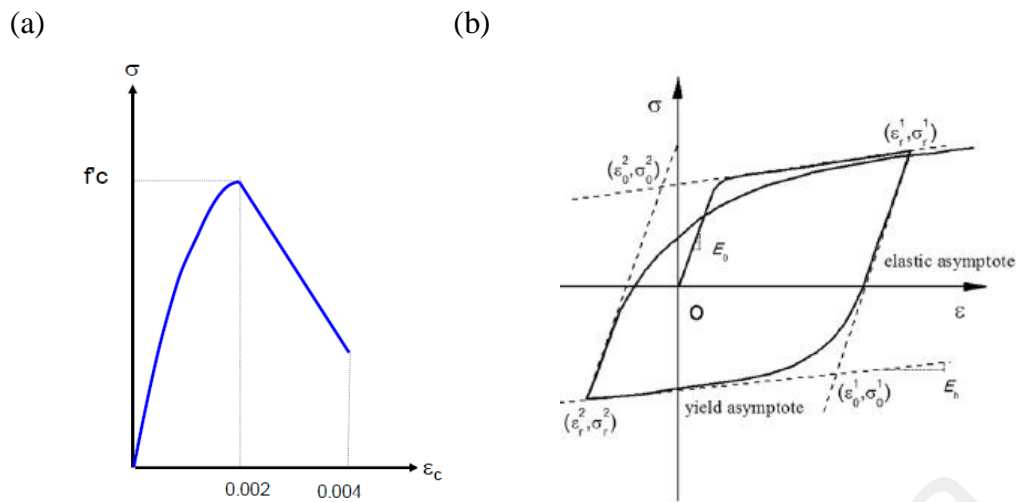 (a)
(b)
σ
f'c
0.002
0.004
εc
σ
(ε₀²,σ₀²)
(εᵣ¹,σᵣ¹)
E₀
elastic asymptote
O
ε
(ε₀¹,σ₀¹)
Eₕ
yield asymptote
(εᵣ²,σᵣ²)